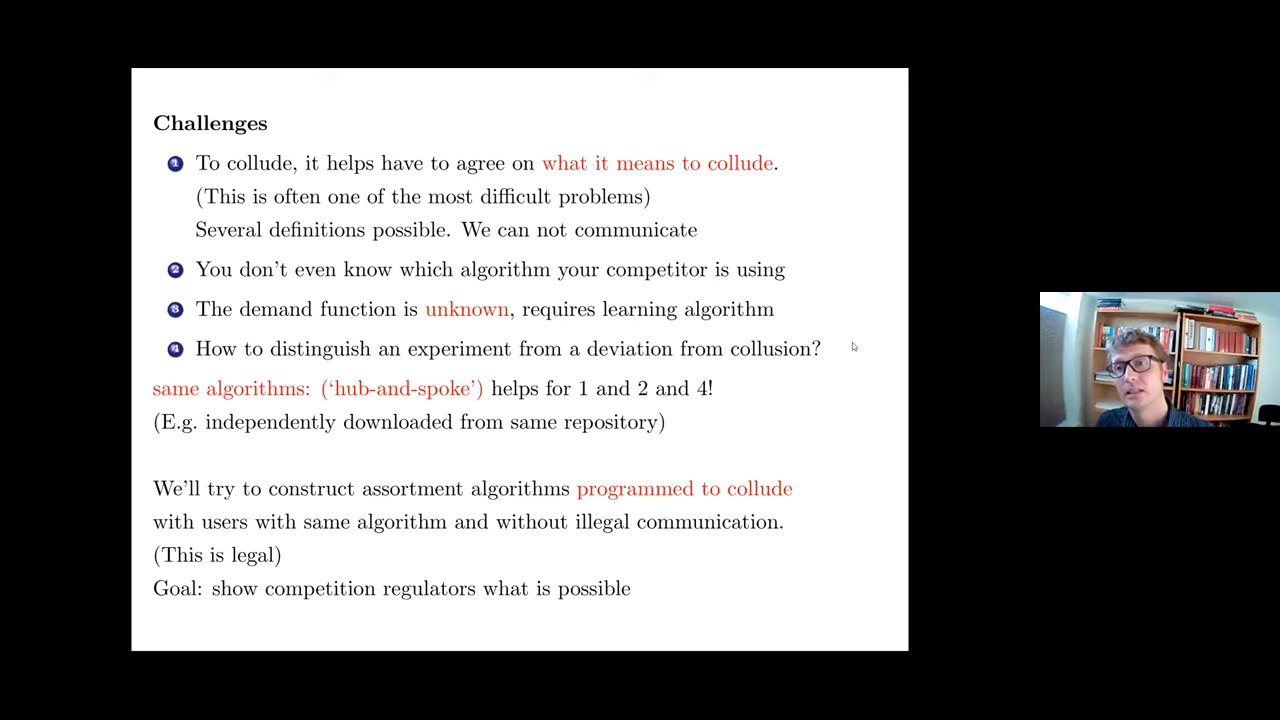 Challenges
1 To collude, it helps have to agree on what it means to collude.
(This is often one of the most difficult problems)
Several definitions possible. We can not communicate
2 You don't even know which algorithm your competitor is using
3 The demand function is unknown, requires learning algorithm
4 How to distinguish an experiment from a deviation from collusion?
same algorithms: (‘hub-and-spoke’) helps for 1 and 2 and 4!
(E.g. independently downloaded from same repository)
We'll try to construct assortment algorithms programmed to collude
with users with same algorithm and without illegal communication.
(This is legal)
Goal: show competition regulators what is possible